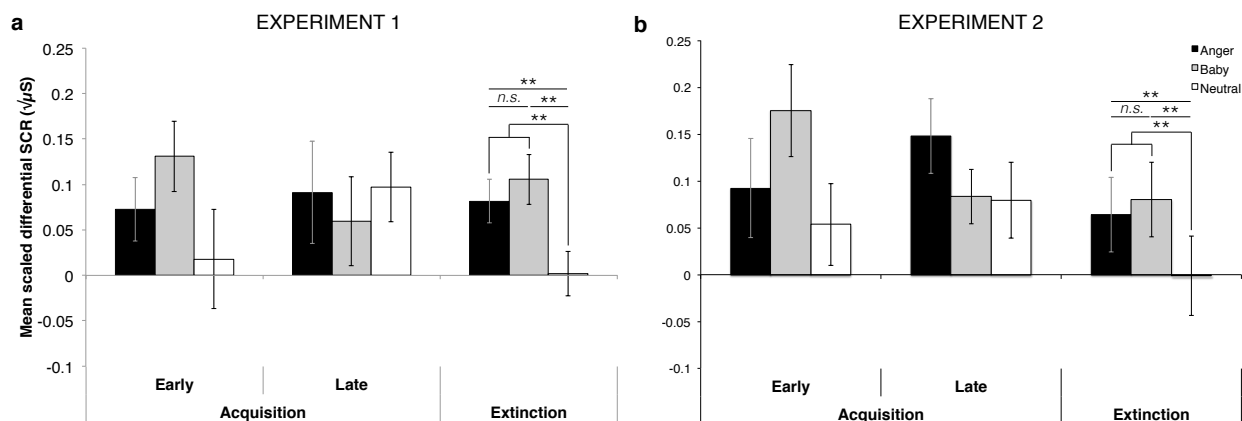 a
EXPERIMENT 1
Mean scaled differential SCR (√µS)
0.25
0.2
0.15
0.1
0.05
0
-0.05
-0.1
**
n.s.
**
**
Early
Late
Acquisition
Extinction
b
EXPERIMENT 2
0.25
0.2
0.15
0.1
0.05
0
-0.05
-0.1
Anger
Baby
Neutral
**
n.s.
**
**
Early
Late
Acquisition
Extinction